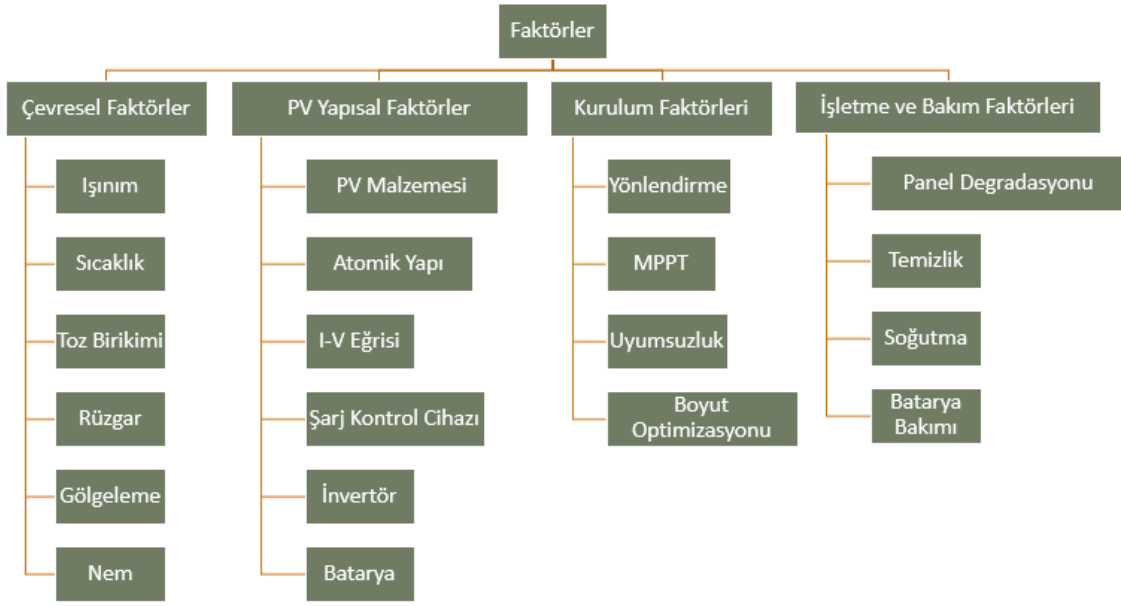 Faktörler
Çevresel Faktörler
Işınım
Sıcaklık
Toz Birikimi
Rüzgar
Gölgeleme
Nem
PV Yapısal Faktörler
PV Malzemesi
Atomik Yapı
I-V Eğrisi
Şarj Kontrol Cihazı
İnvertör
Batarya
Kurulum Faktörleri
Yönlendirme
MPPT
Uyumsuzluk
Boyut
Optimizasyonu
İşletme ve Bakım Faktörleri
Panel Degradasyonu
Temizlik
Soğutma
Batarya
Bakımı